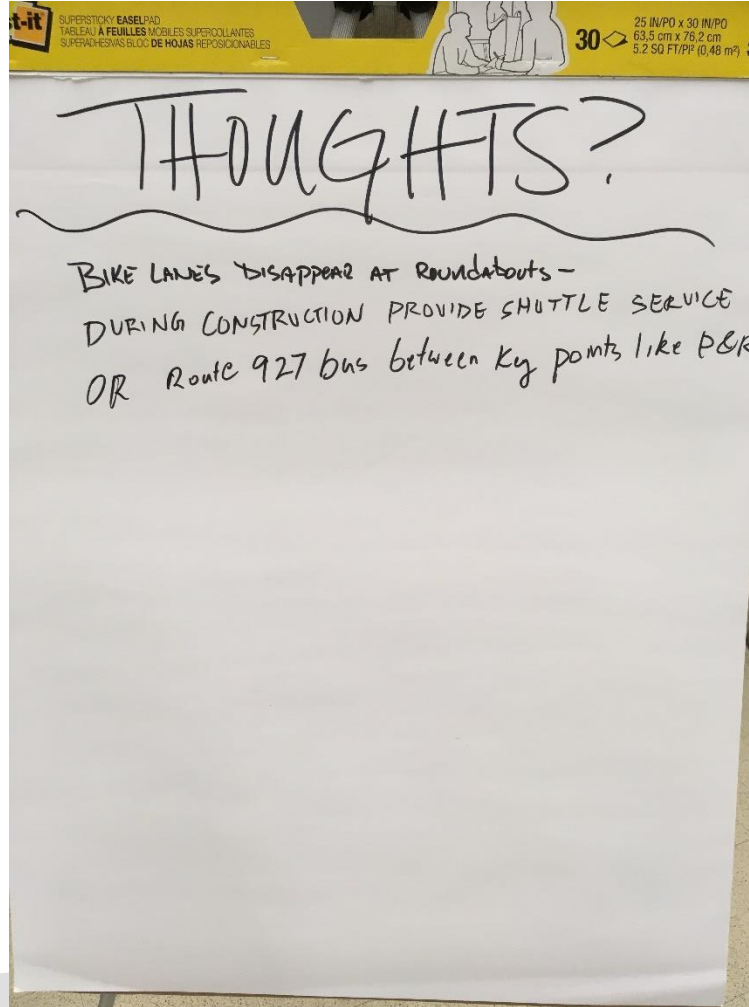 t-it
SUPERSTICKY EASELPAD
TABLEAU À FEUILLES MOBILES SUPERCOLLANTES
SUPERADHESIVAS BLOC DE HOJAS REPOSICIONABLES
30
25 IN/PO x 30 IN/PO
63,5 cm x 76,2 cm
5.2 SQ FT/PI² (0,48 m²)
THOUGHTS?
BIKE LANES DISAPPEAR AT Roundabouts -
DURING CONSTRUCTION PROVIDE SHUTTLE SERVICE
OR Route 927 bus between Key points like P&R